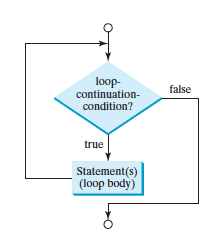 loop-
continuation-
condition?
false
true
Statement(s)
(loop body)